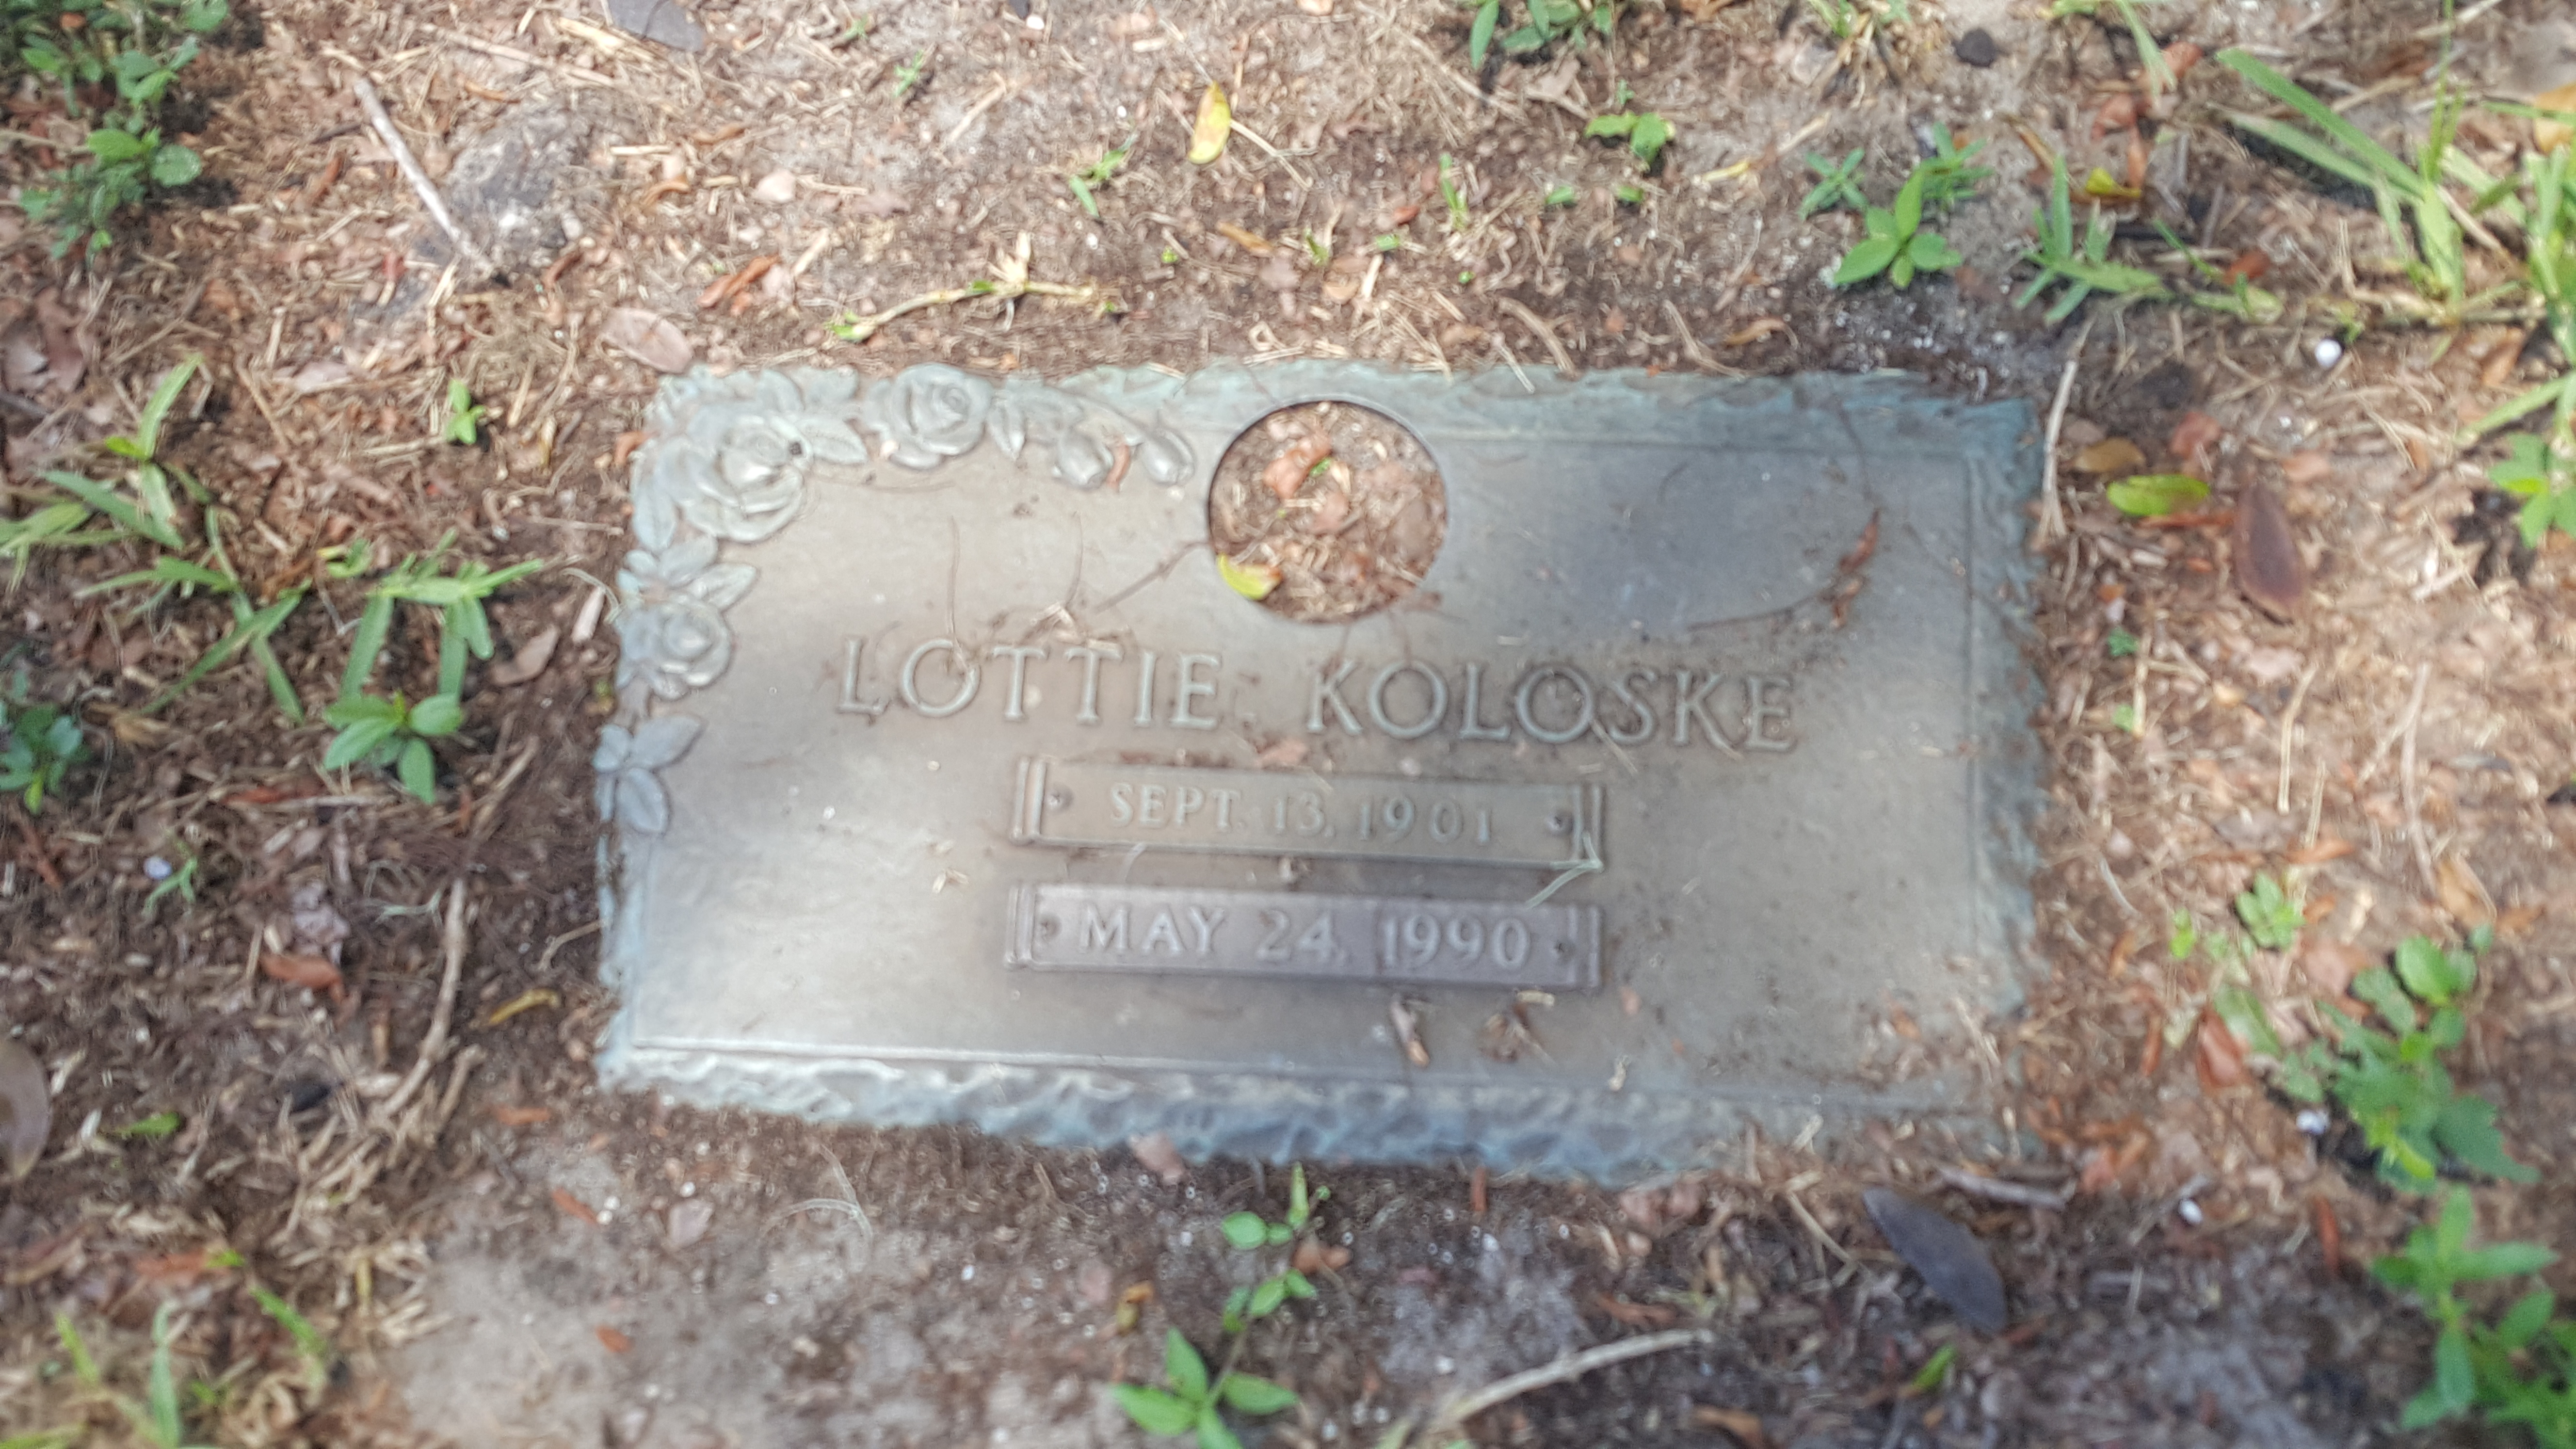 LOTTIE KOLOSKE
SEPT. 13, 1901
MAY 24, 1990